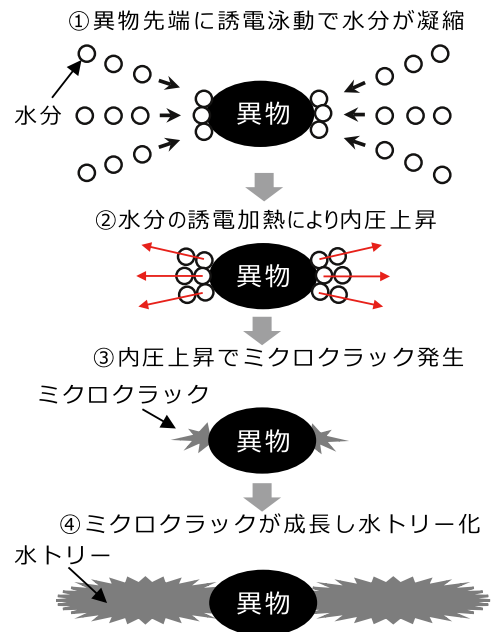 ①異物先端に誘電泳動で水分が凝縮
水分
異物
②水分の誘電加熱により内圧上昇
異物
③内圧上昇でミクロクラック発生
ミクロクラック
異物
④ミクロクラックが成長し水トリー化
水トリー
異物